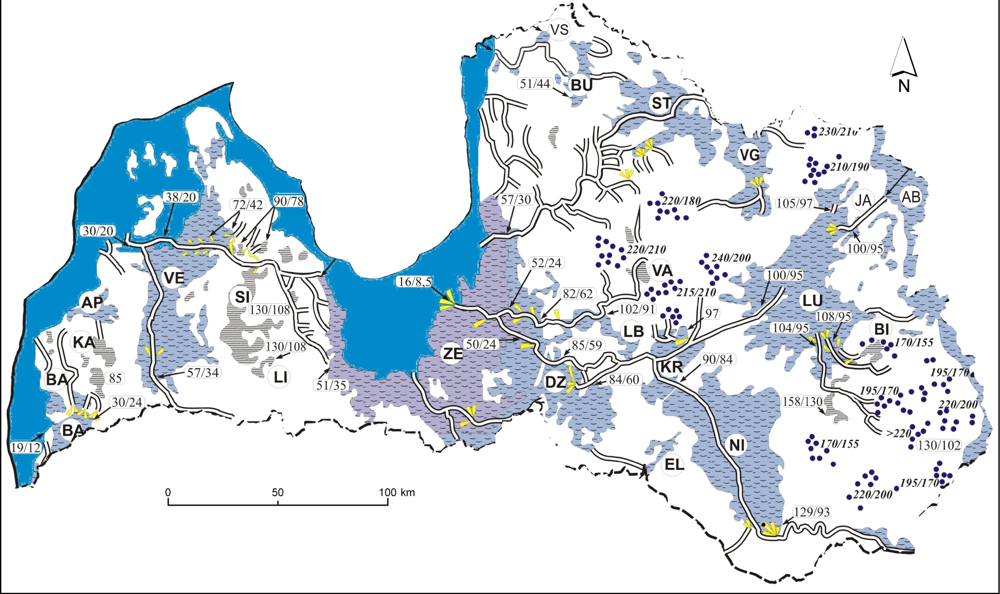 VS
51/44
BU
ST
N
230/210
VG
210/190
38/20
72/42
90/78
57/30
220/180
105/97
JA
AB
30/20
220/210
240/200
100/95
VE
52/24
VA
100/95
16/8,5
AP
SI
82/62
215/210
LU
130/108
102/91
97
108/95
KA
LB
104/95
BI
130/108
50/24
85/59
170/155
ZE
90/84
KR
BA
85
57/34
LI
51/35
DZ
84/60
195/170
195/170
30/24
158/130
220/200
BA
>220
19/12
NI
170/155
130/102
EL
195/170
0 50 100 km
220/200
129/93